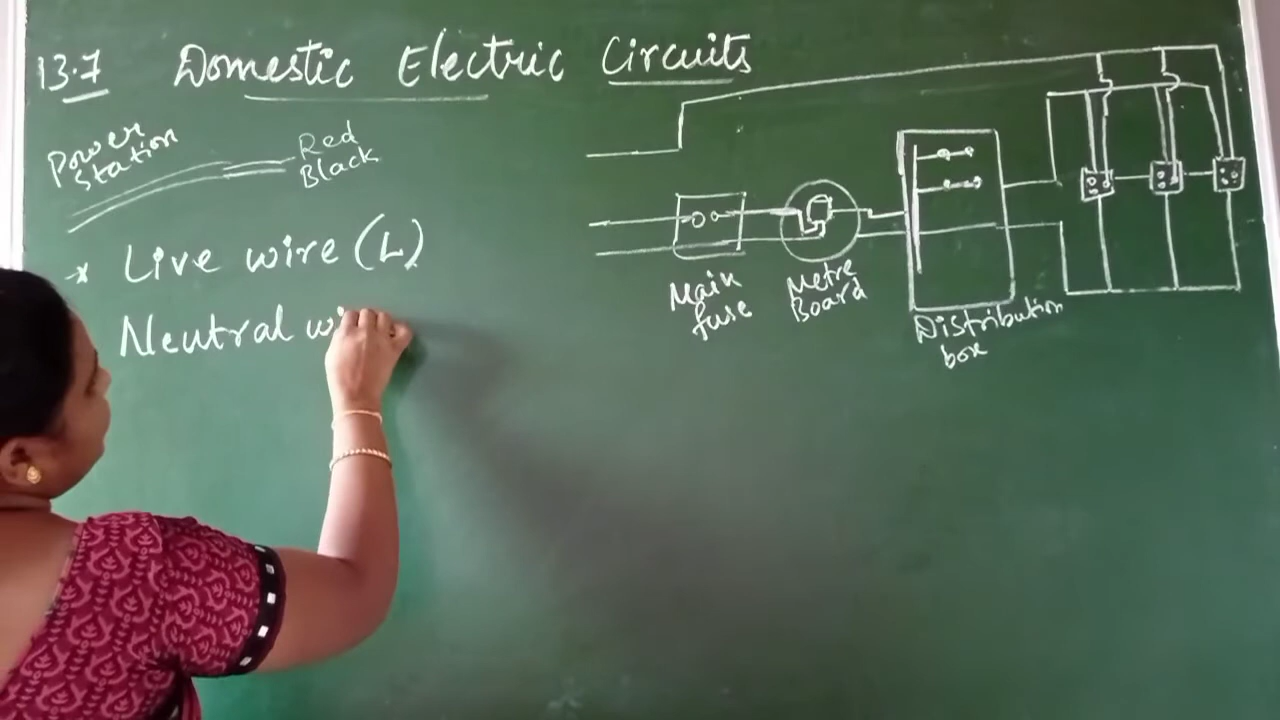 13.7 Domestic Electric Circuits
Power
Station
Red
Black
* Live wire (L)
Neutral wi
Main
fuse
Metre
Board
Distribution
box